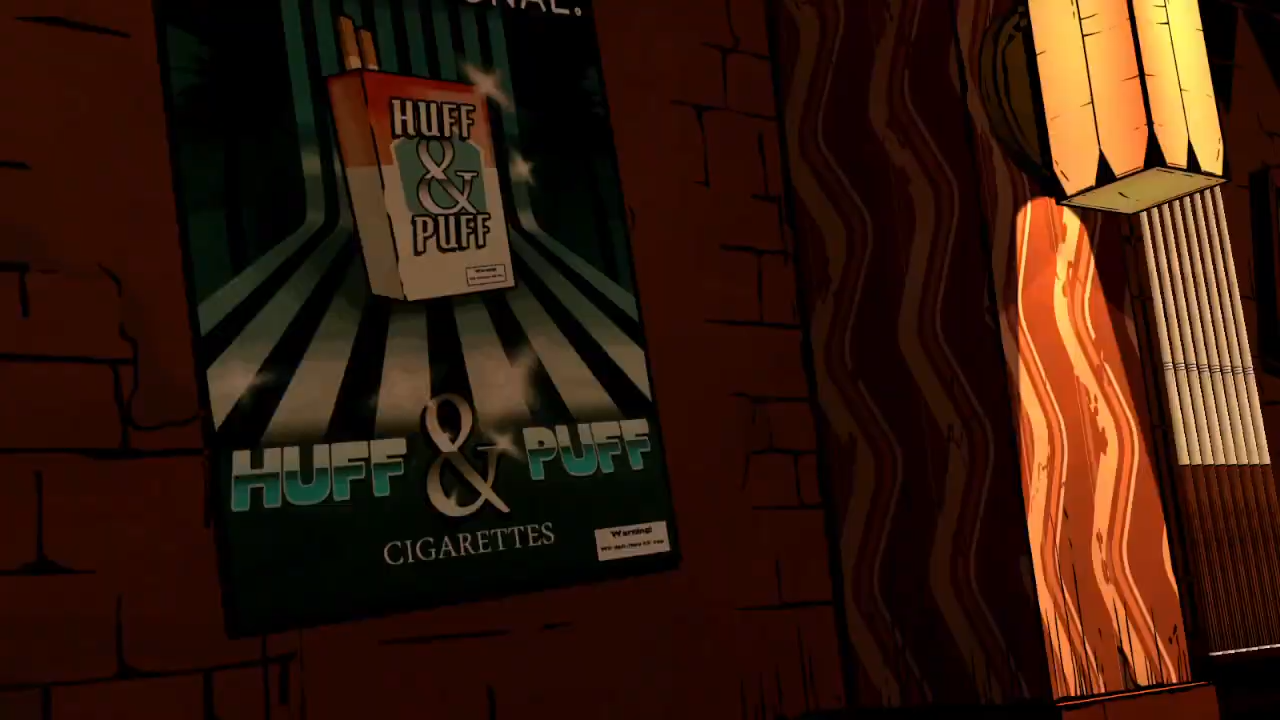 ONAL.
HUFF
&
PUFF
HUFF & PUFF
CIGARETTES
Warning!